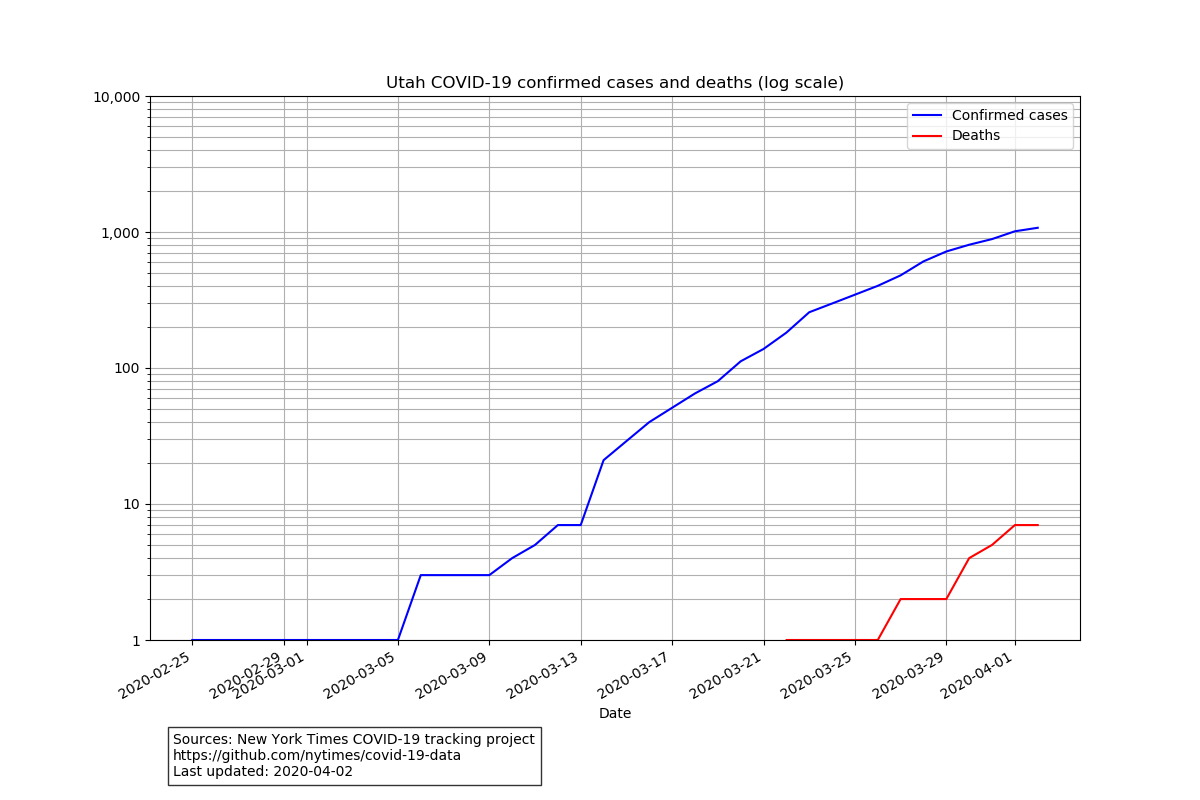 Utah COVID-19 confirmed cases and deaths (log scale)
10,000
1,000
100
10
1
Confirmed cases
Deaths
2020-02-25
2020-02-29
2020-03-01
2020-03-05
2020-03-09
2020-03-13
2020-03-17
2020-03-21
2020-03-25
2020-03-29
2020-04-01
Date
Sources: New York Times COVID-19 tracking project
https://github.com/nytimes/covid-19-data
Last updated: 2020-04-02